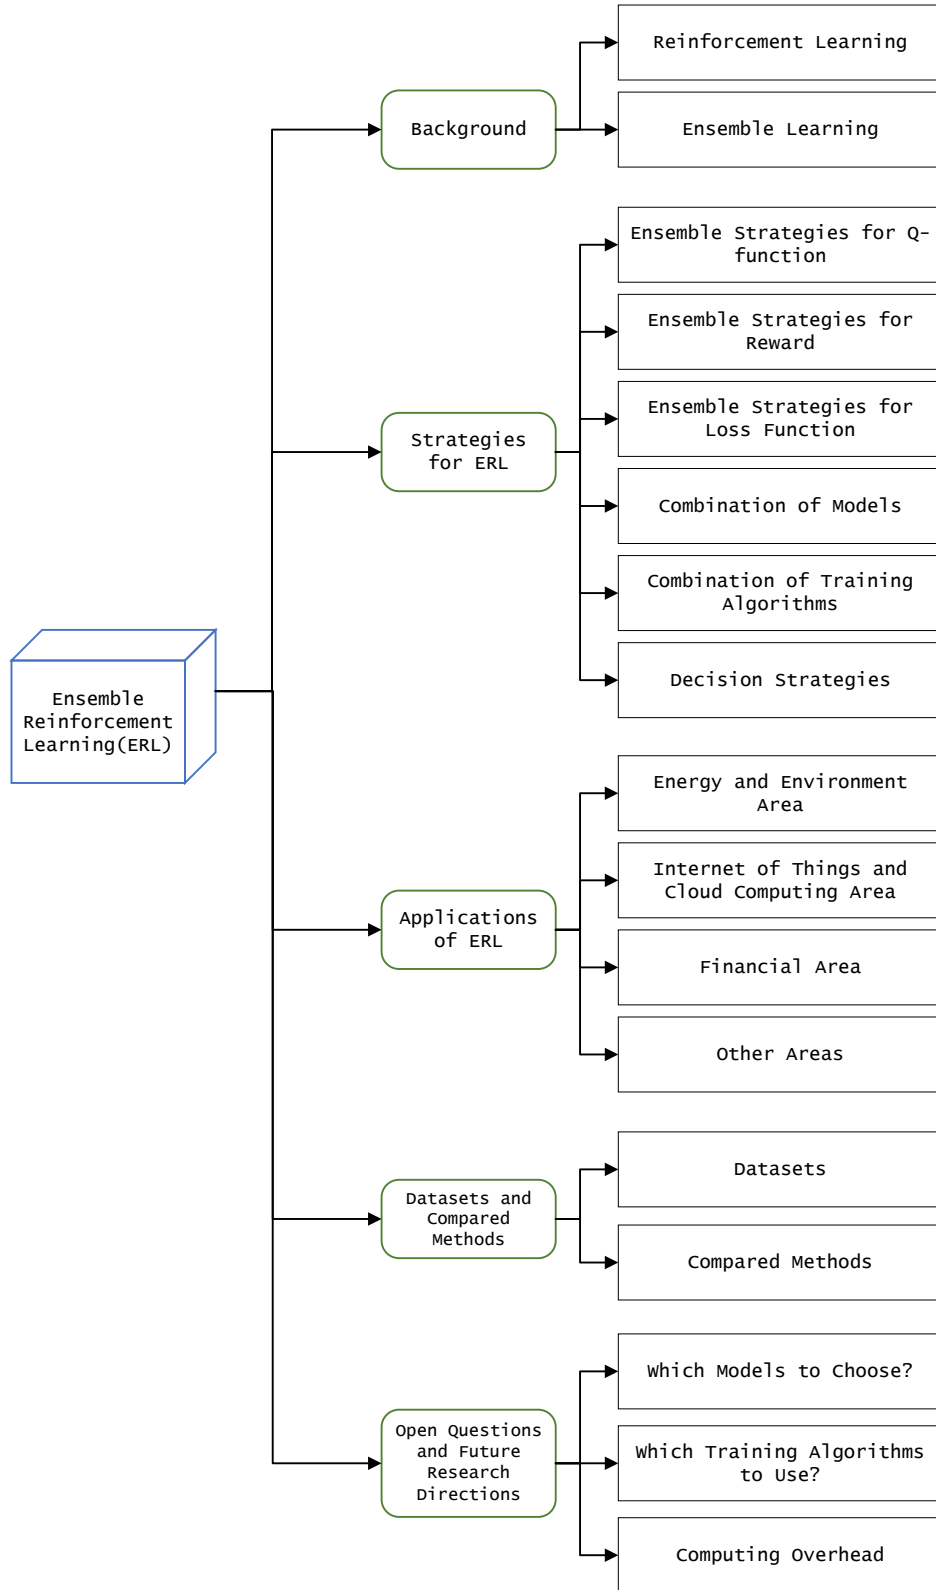 Reinforcement Learning
Background
Ensemble Learning
Ensemble Strategies for Q-
function
Ensemble Strategies for
Reward
Ensemble Strategies for
Loss Function
Strategies
for ERL
Combination of Models
Combination of Training
Algorithms
Decision Strategies
Ensemble
Reinforcement
Learning(ERL)
Energy and Environment
Area
Internet of Things and
Cloud Computing Area
Applications
of ERL
Financial Area
Other Areas
Datasets
Datasets and
Compared
Methods
Compared Methods
Which Models to Choose?
Open Questions
and Future
Research
Directions
Which Training Algorithms
to Use?
Computing Overhead